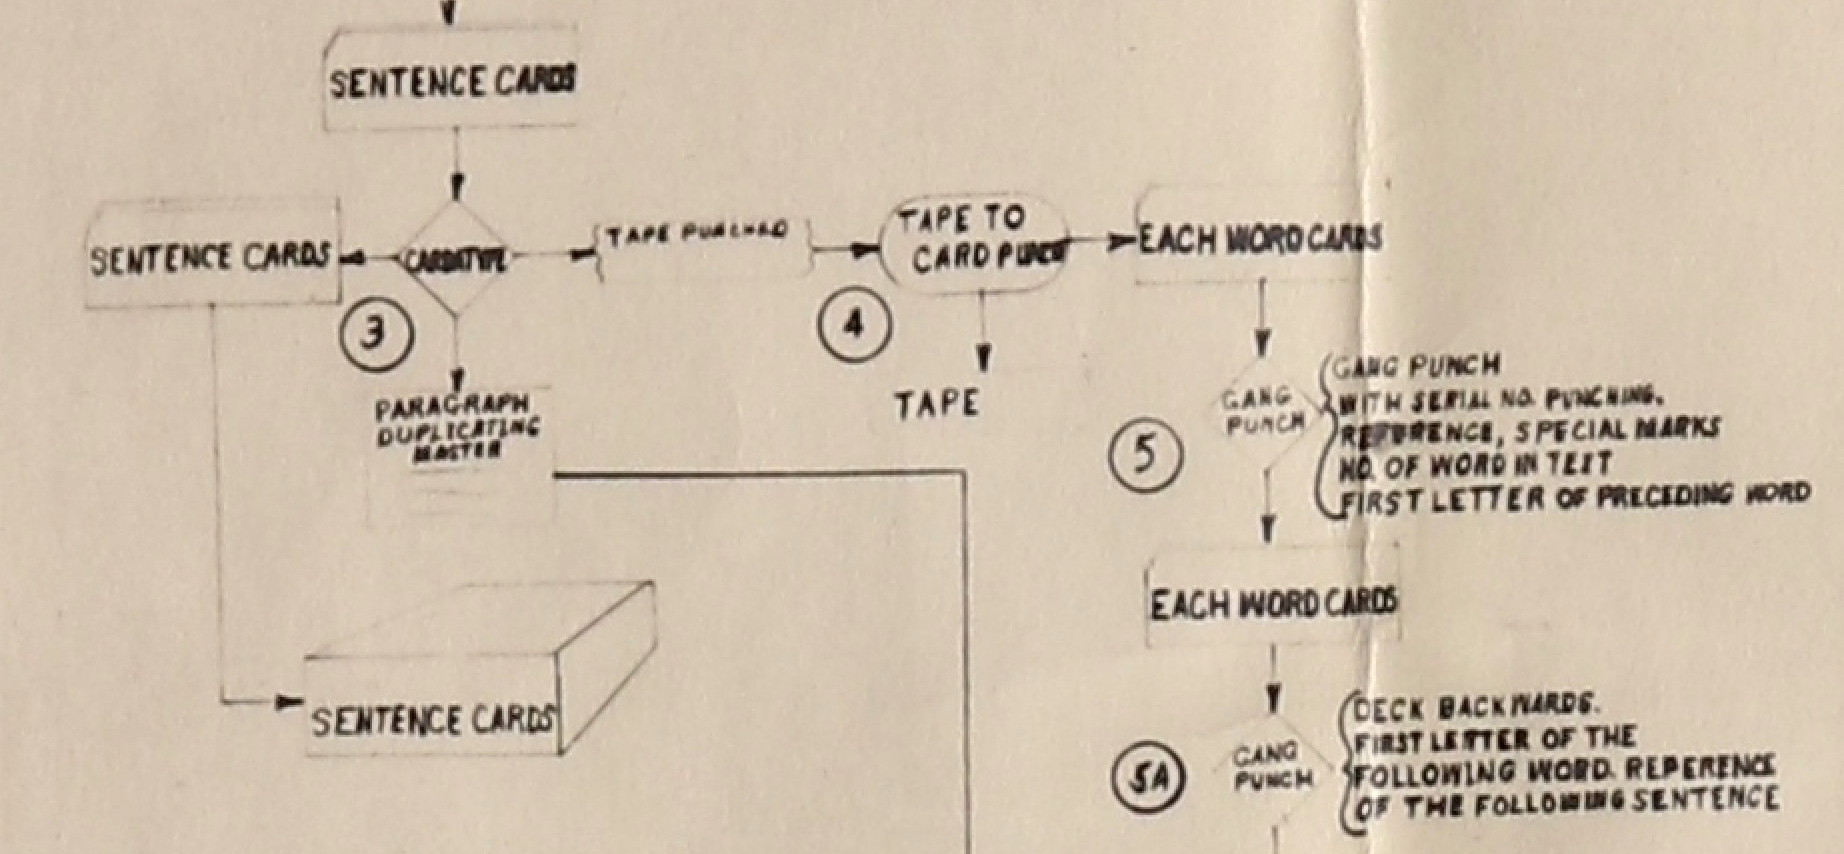 SENTENCE CARDS
SENTENCE CARDS
CARDATYPE
TAPE PUNCHED
TAPE TO
CARD PUNCH
EACH WORD CARDS
3
4
PARAGRAPH
DUPLICATING
MASTER
TAPE
GANG
PUNCH
GANG PUNCH
WITH SERIAL NO. PUNCHING.
REFERENCE, SPECIAL MARKS
NO. OF WORD IN TEXT
FIRST LETTER OF PRECEDING WORD
5
EACH WORD CARDS
SENTENCE CARDS
5A
GANG
PUNCH
DECK BACKWARDS.
FIRST LETTER OF THE
FOLLOWING WORD. REFERENCE
OF THE FOLLOWING SENTENCE